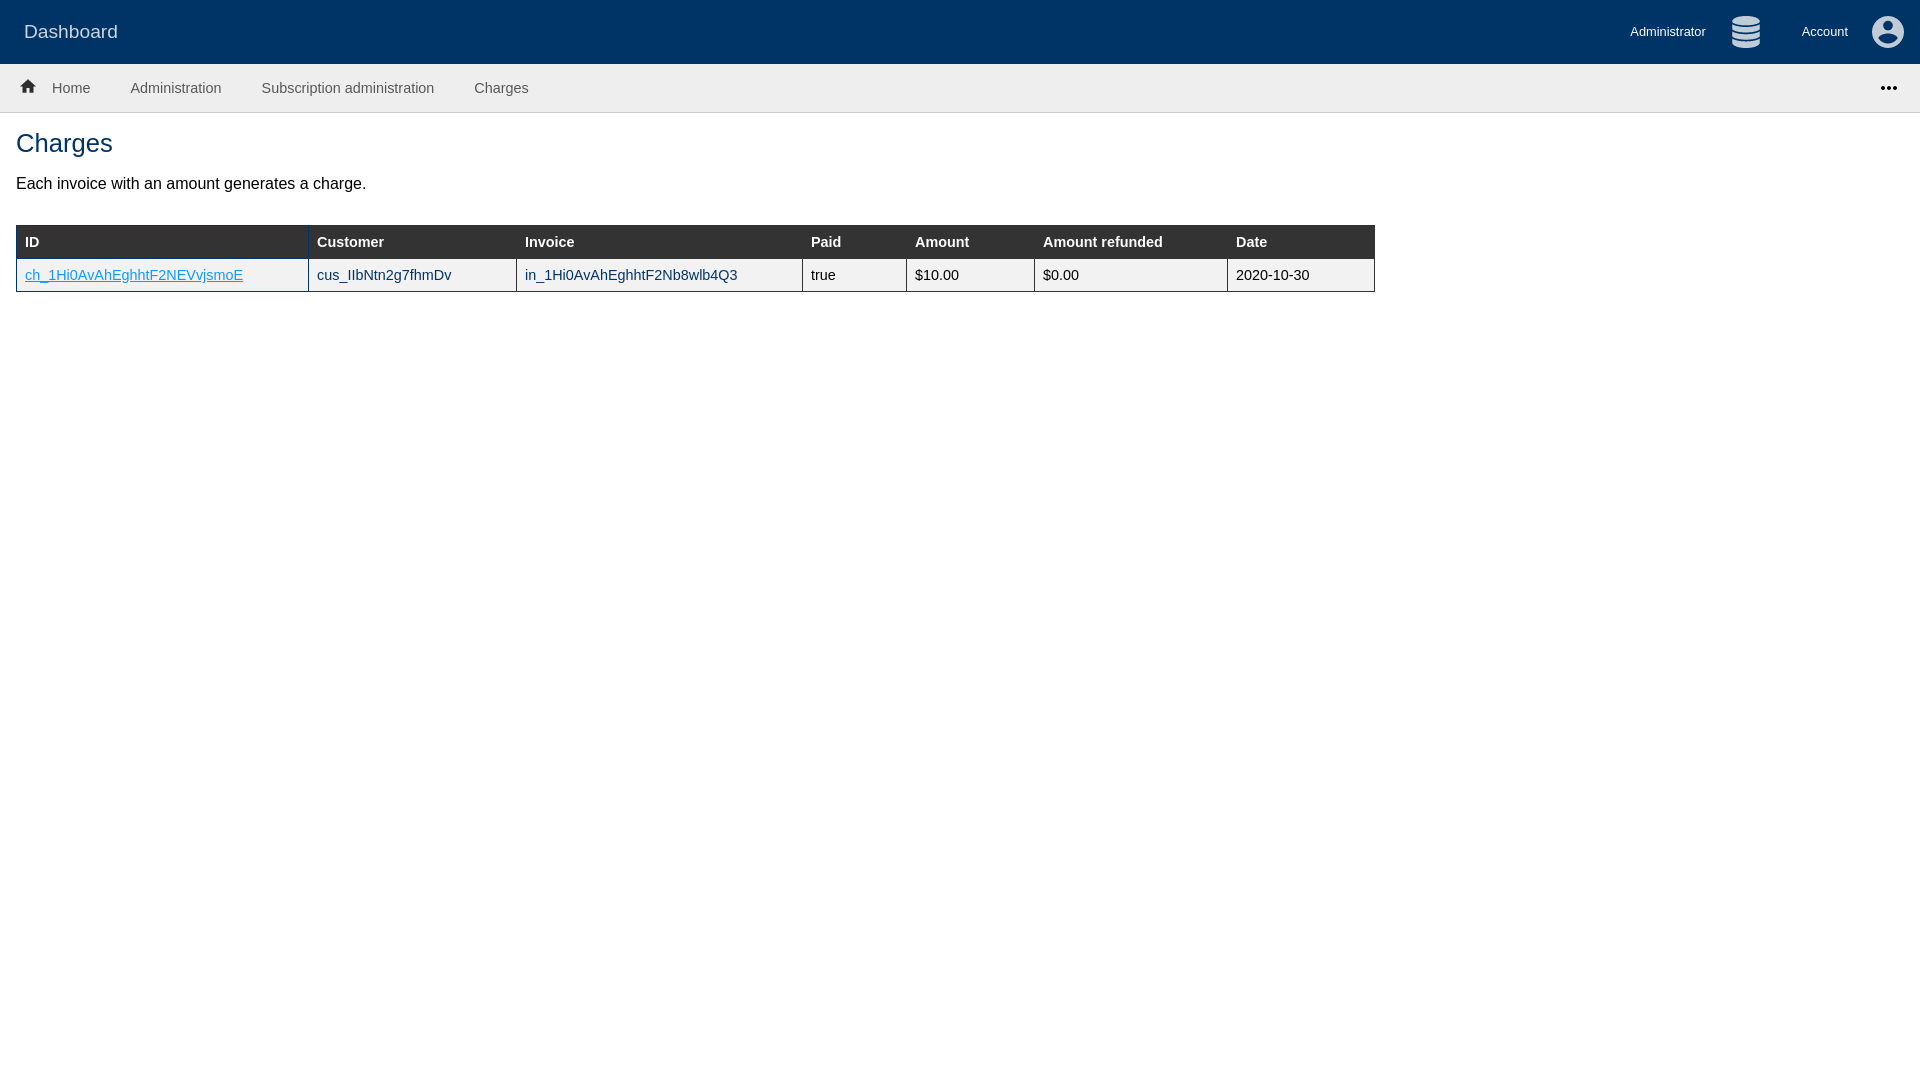 Dashboard
Administrator
Account
Home
Administration
Subscription administration
Charges
Charges
Each invoice with an amount generates a charge.
ID Customer Invoice Paid Amount Amount refunded Date
ch_1Hi0AvAhEghhtF2NEVvjsmoE cus_IIbNtn2g7fhmDv in_1Hi0AvAhEghhtF2Nb8wlb4Q3 true $10.00 $0.00 2020-10-30